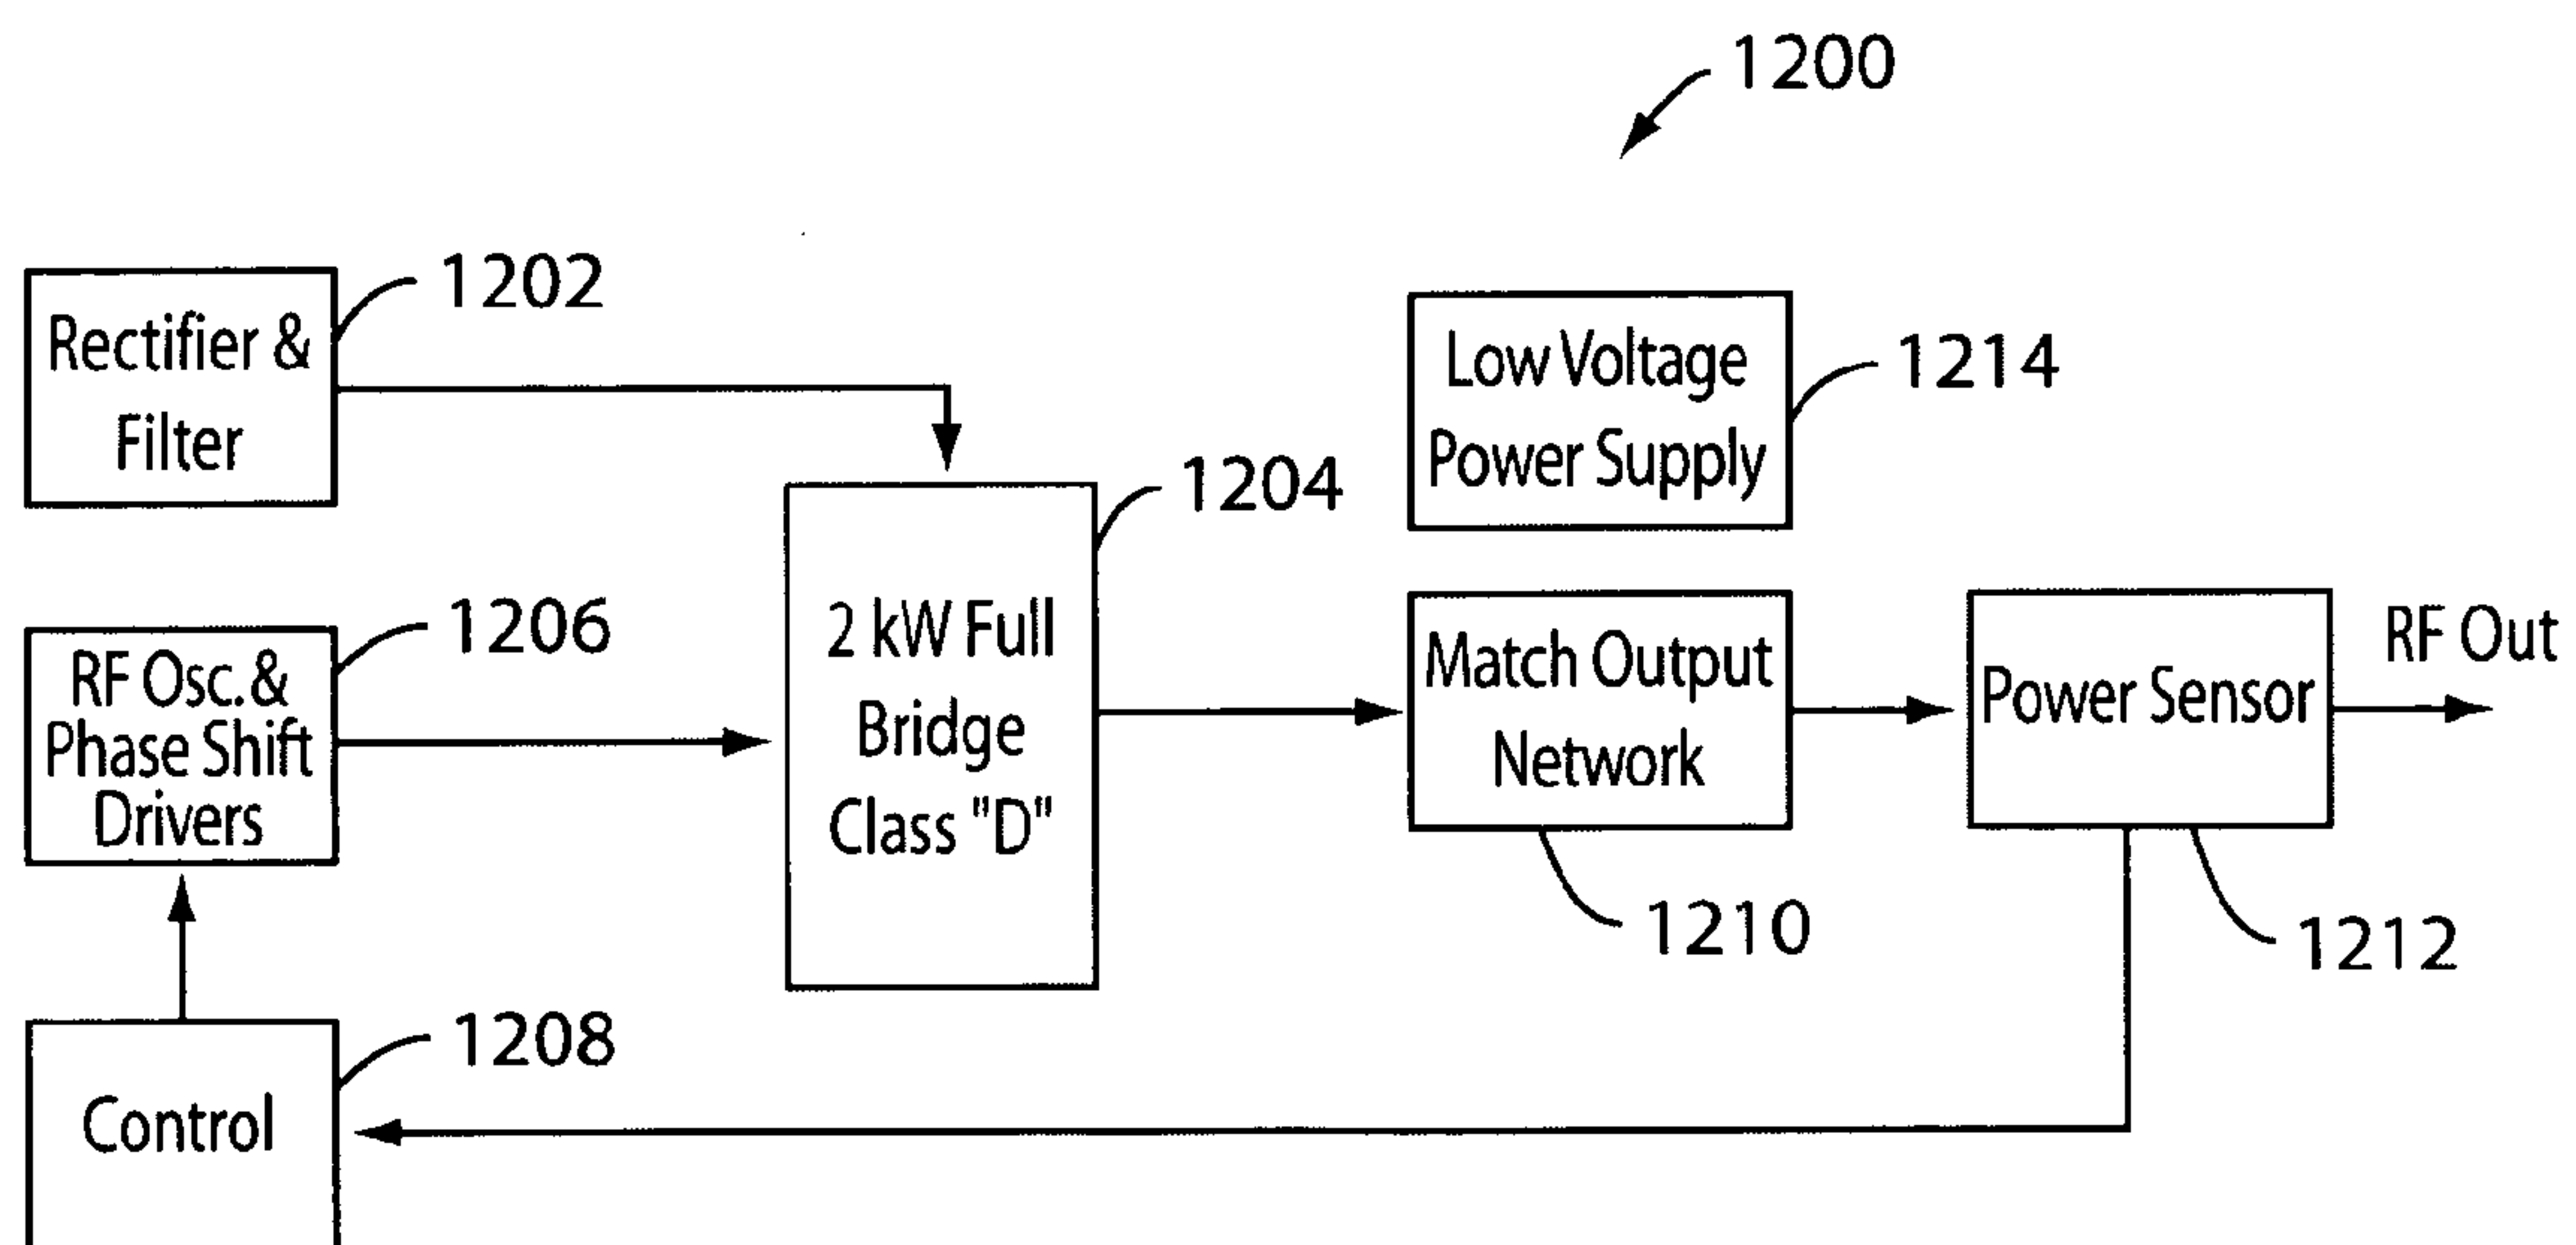 1200
1202
Rectifier &
Filter
1214
Low Voltage
Power Supply
1204
2 kW Full
Bridge
Class "D"
1206
RF Osc. &
Phase Shift
Drivers
Match Output
Network
1210
Power Sensor
RF Out
1212
1208
Control